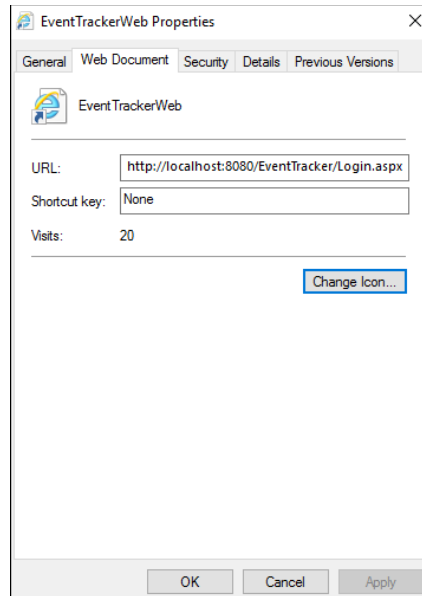 EventTrackerWeb Properties
General Web Document Security Details Previous Versions
EventTrackerWeb
URL: http://localhost:8080/EventTracker/Login.aspx
Shortcut key: None
Visits: 20
Change Icon...
OK Cancel Apply